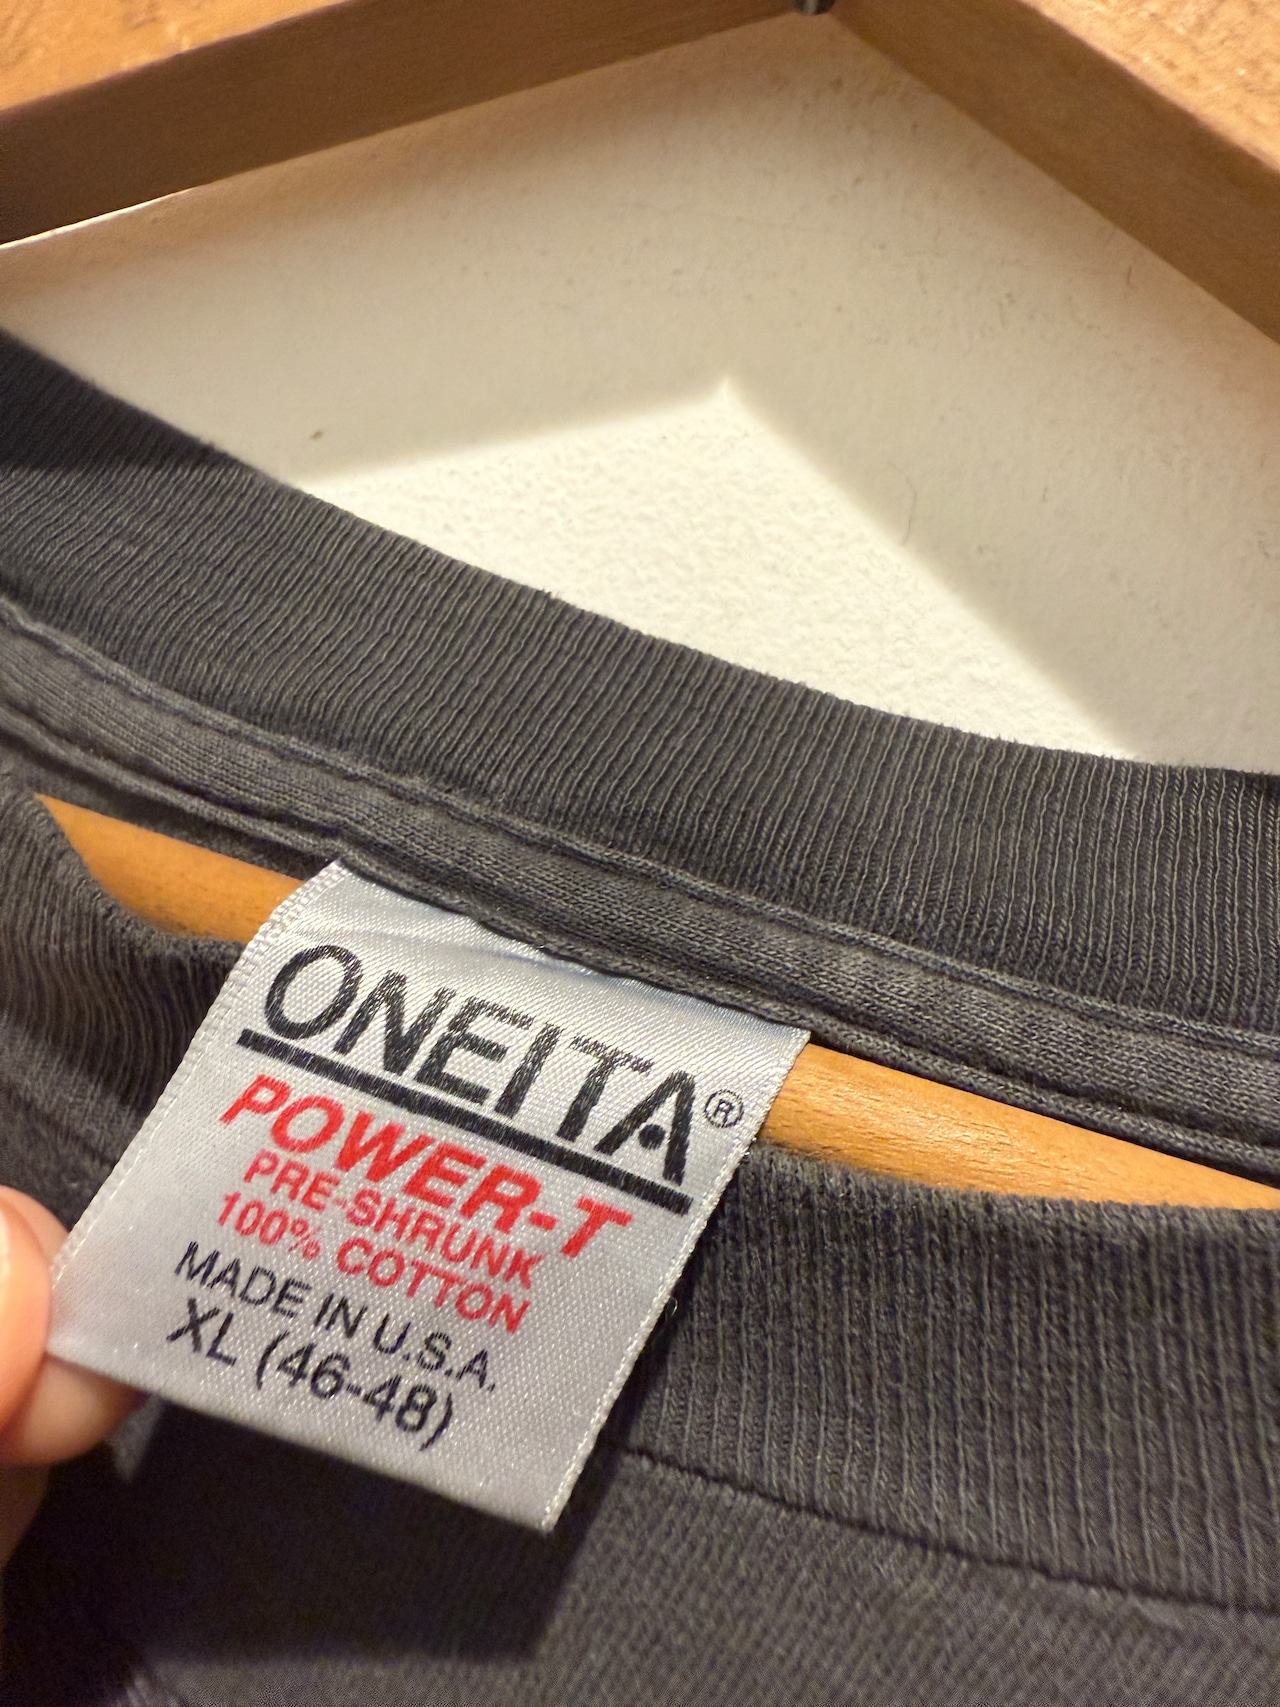 ONEITA®
POWER-T
PRE-SHRUNK
100% COTTON
MADE IN U.S.A.
XL (46-48)